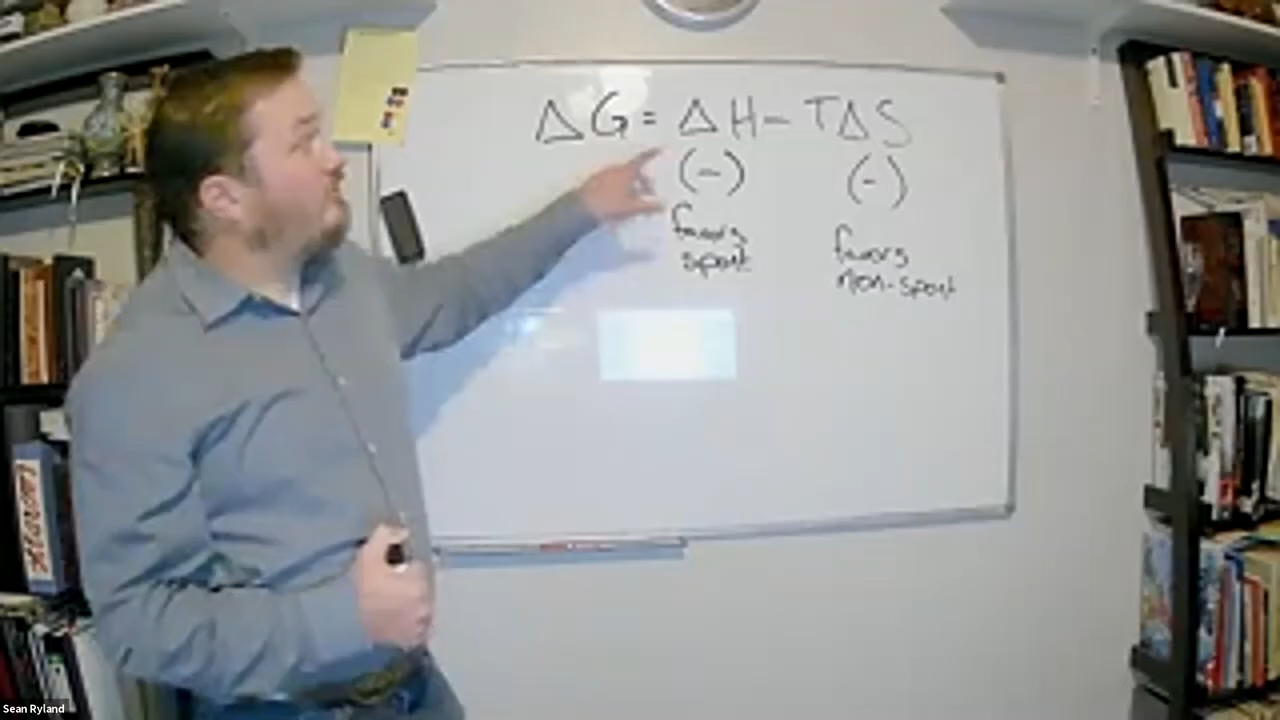 ΔG = ΔH - TΔS
(-) (-)
favors favors
spont non-spont
Sean Ryland